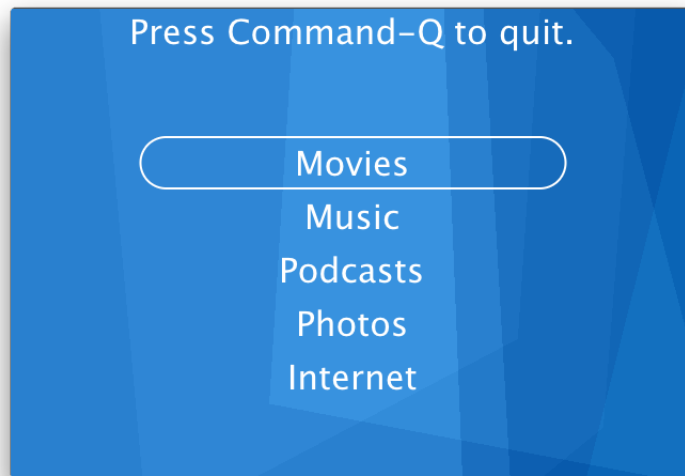 Press Command-Q to quit.
Movies
Music
Podcasts
Photos
Internet